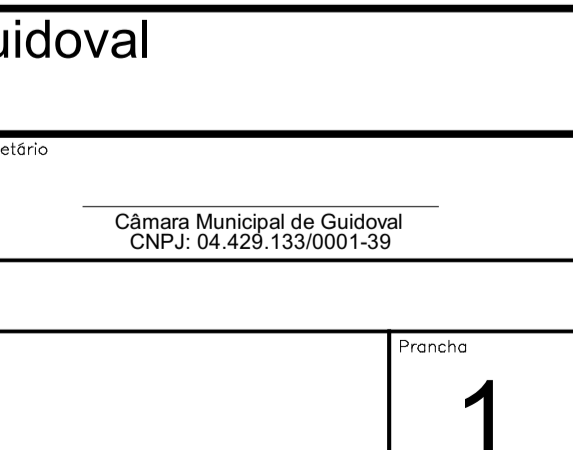 uidoval
etário
Câmara Municipal de Guidoval
CNPJ: 04.429.133/0001-39
Prancha
1